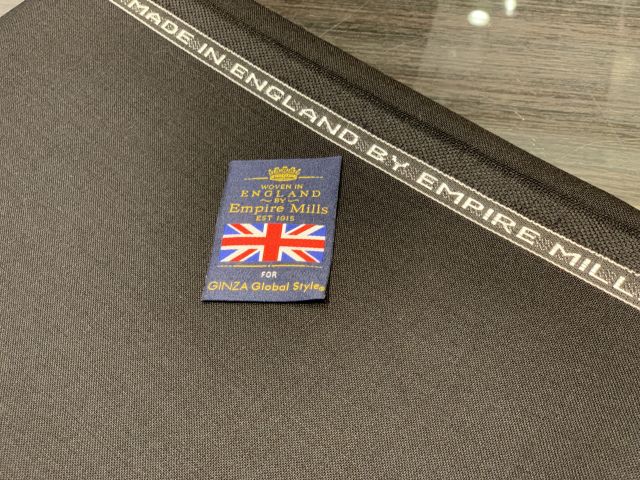 MADE IN ENGLAND BY EMPIRE MILL
WOVEN IN
ENGLAND
~BY~
Empire Mills
EST 1915
FOR
GINZA Global Style®